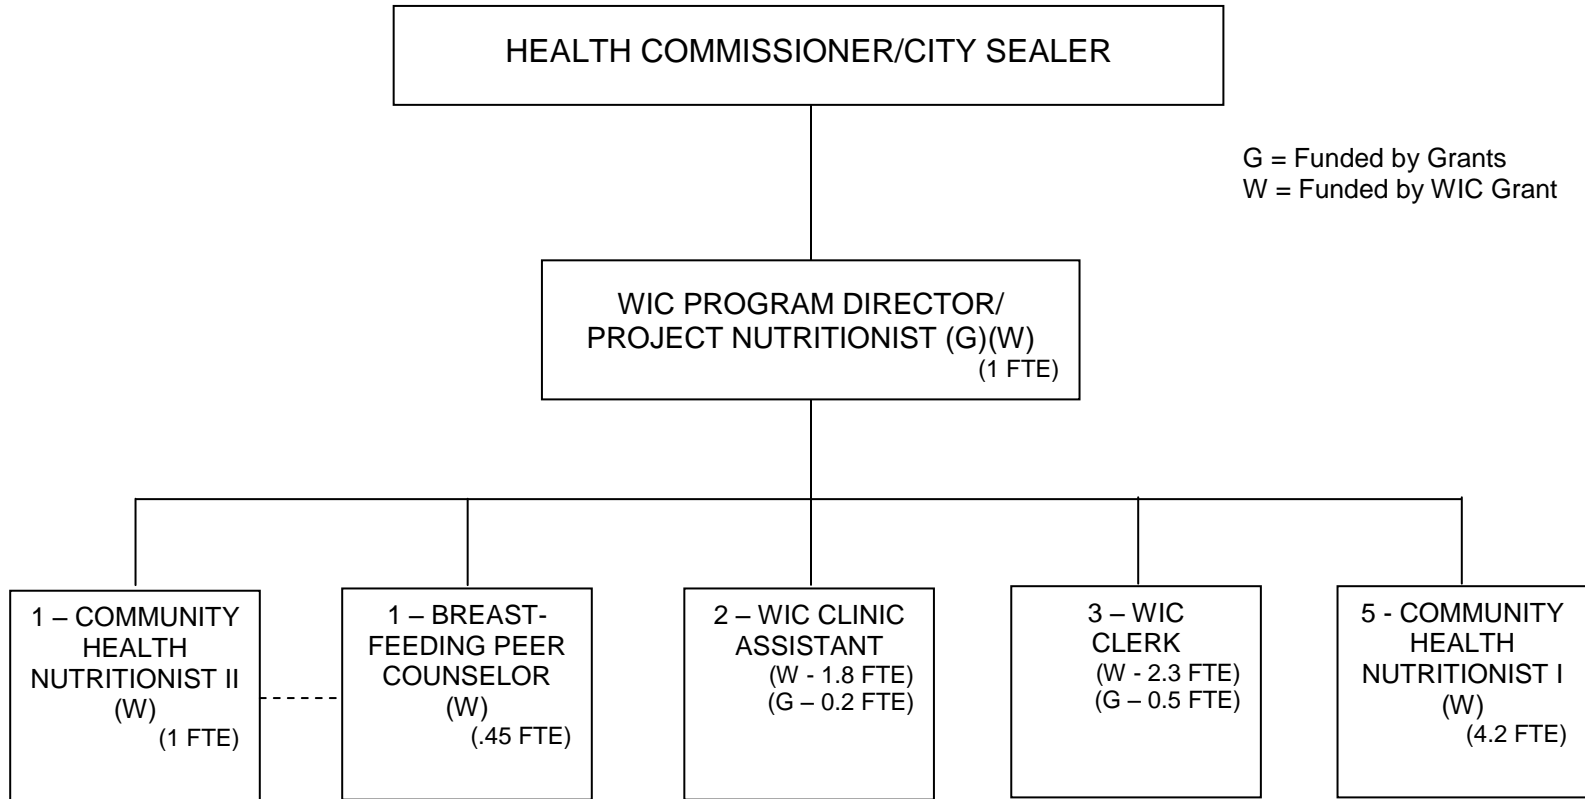 HEALTH COMMISSIONER/CITY SEALER
G = Funded by Grants
W = Funded by WIC Grant
WIC PROGRAM DIRECTOR/
PROJECT NUTRITIONIST (G)(W)
(1 FTE)
1 – COMMUNITY
HEALTH
NUTRITIONIST II
(W)
(1 FTE)
1 – BREAST-
FEEDING PEER
COUNSELOR
(W)
(.45 FTE)
2 – WIC CLINIC
ASSISTANT
(W - 1.8 FTE)
(G – 0.2 FTE)
3 – WIC
CLERK
(W - 2.3 FTE)
(G – 0.5 FTE)
5 - COMMUNITY
HEALTH
NUTRITIONIST I
(W)
(4.2 FTE)